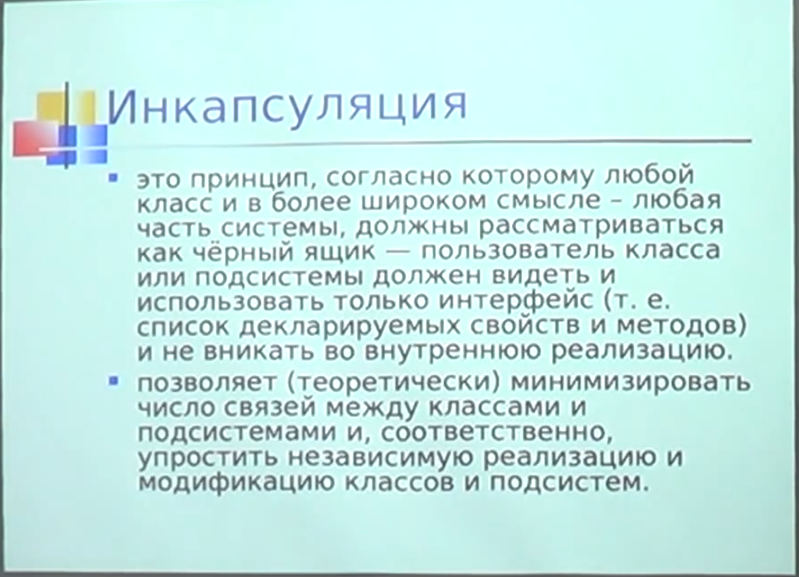 Инкапсуляция
это принцип, согласно которому любой
класс и в более широком смысле – любая
часть системы, должны рассматриваться
как чёрный ящик — пользователь класса
или подсистемы должен видеть и
использовать только интерфейс (т. е.
список декларируемых свойств и методов)
и не вникать во внутреннюю реализацию.
позволяет (теоретически) минимизировать
число связей между классами и
подсистемами и, соответственно,
упростить независимую реализацию и
модификацию классов и подсистем.